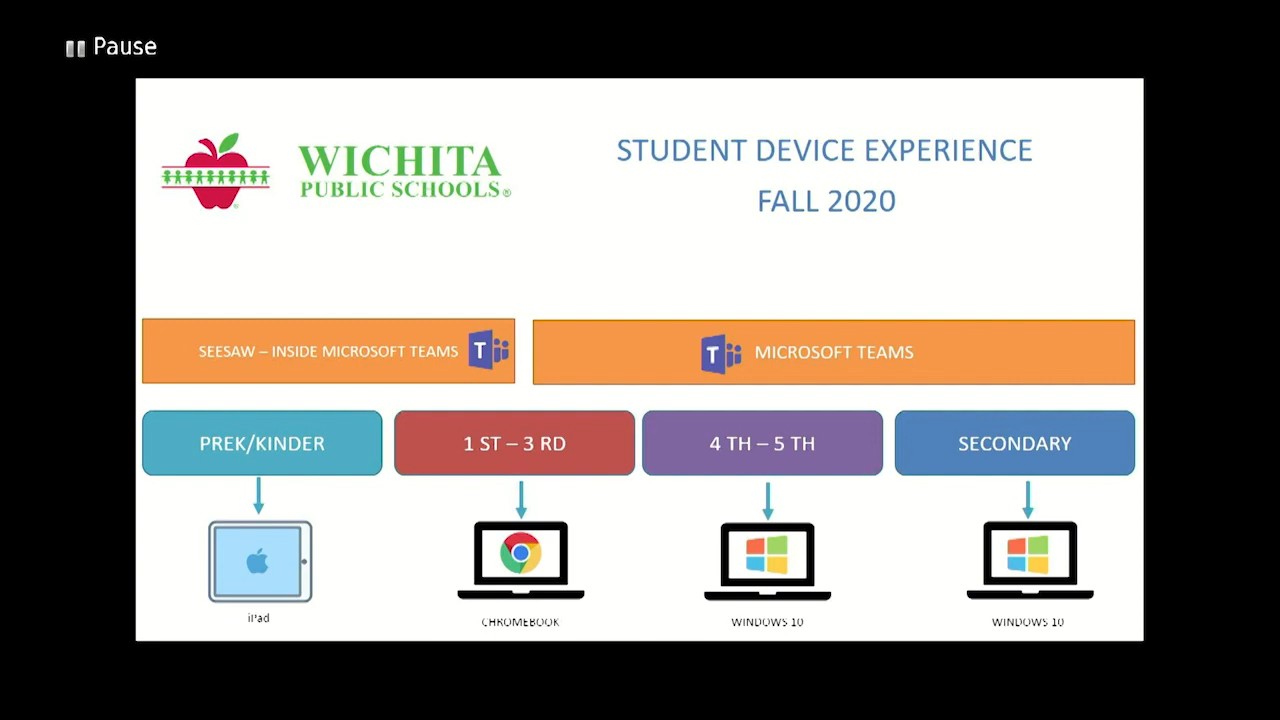 Pause
WICHITA
PUBLIC SCHOOLS®
STUDENT DEVICE EXPERIENCE
FALL 2020
SEESAW – INSIDE MICROSOFT TEAMS
T
T
MICROSOFT TEAMS
PREK/KINDER
1 ST – 3 RD
4 TH – 5 TH
SECONDARY
iPad
CHROMEBOOK
WINDOWS 10
WINDOWS 10